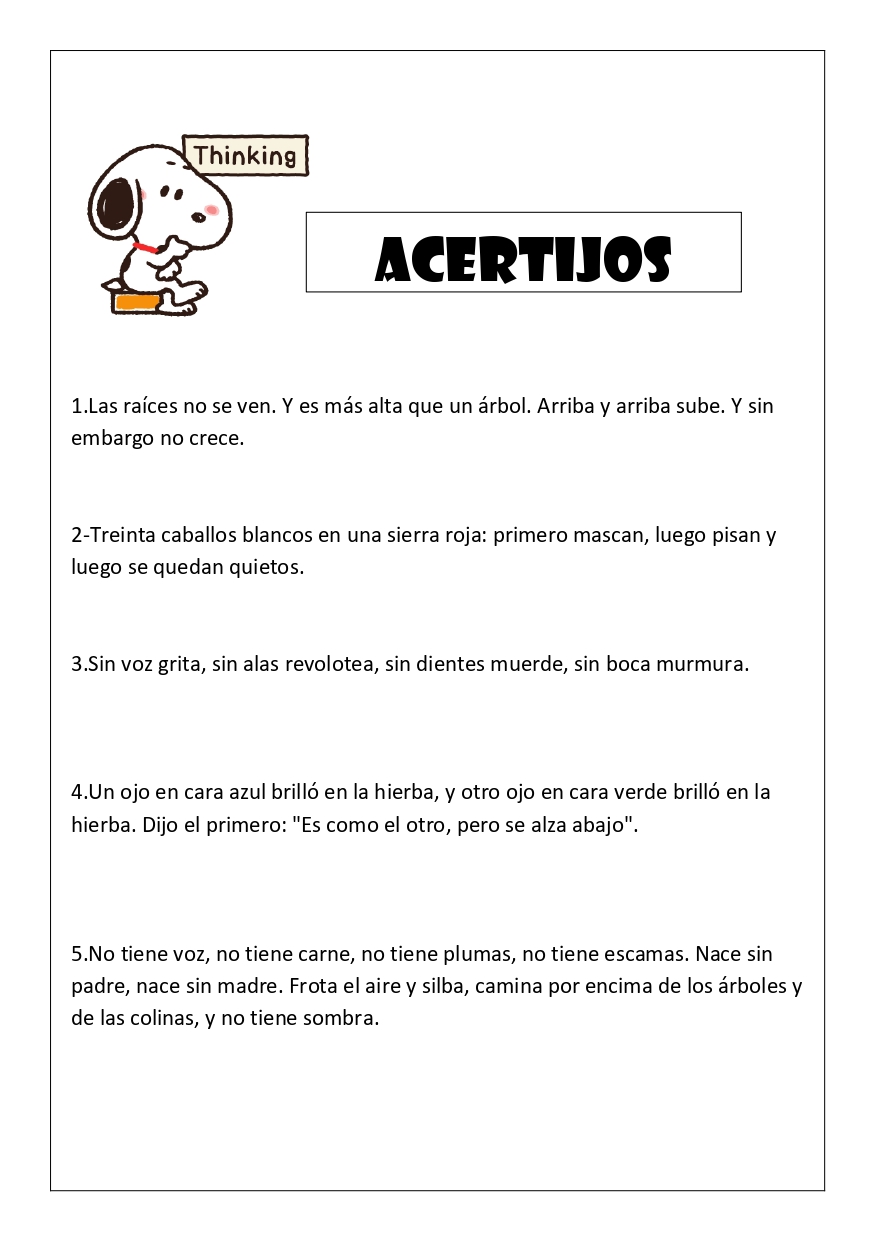 Thinking
ACERTIJOS
1.Las raíces no se ven. Y es más alta que un árbol. Arriba y arriba sube. Y sin
embargo no crece.
2-Treinta caballos blancos en una sierra roja: primero mascan, luego pisan y
luego se quedan quietos.
3.Sin voz grita, sin alas revolotea, sin dientes muerde, sin boca murmura.
4.Un ojo en cara azul brilló en la hierba, y otro ojo en cara verde brilló en la
hierba. Dijo el primero: "Es como el otro, pero se alza abajo".
5.No tiene voz, no tiene carne, no tiene plumas, no tiene escamas. Nace sin
padre, nace sin madre. Frota el aire y silba, camina por encima de los árboles y
de las colinas, y no tiene sombra.